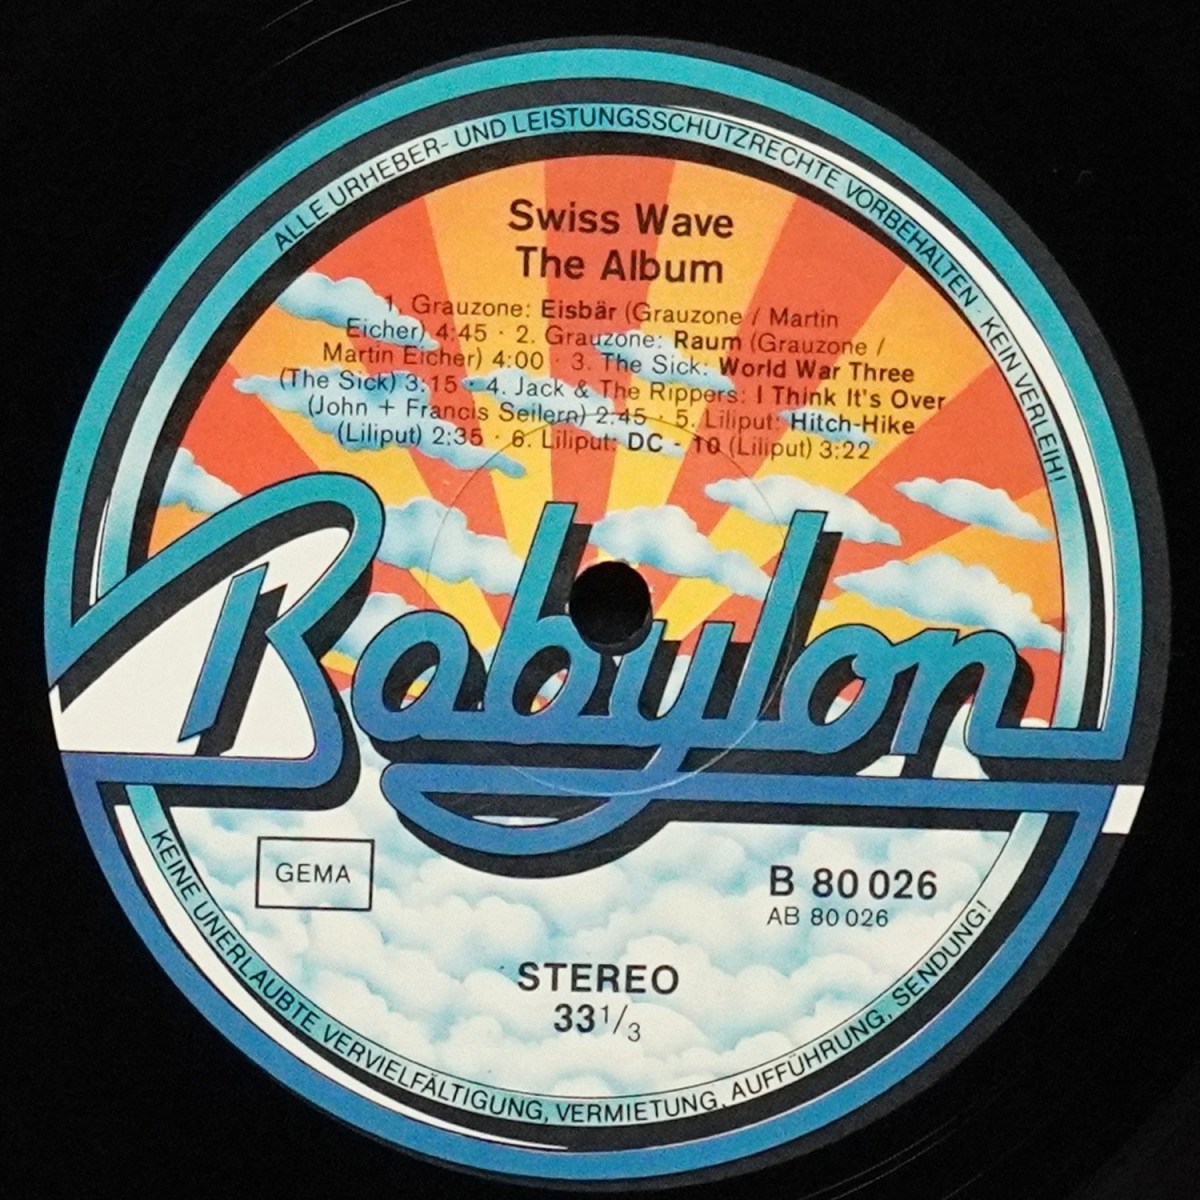 ALLE URHEBER- UND LEISTUNGSSCHUTZRECHTE VORBEHALTEN · KEIN VERLEIH!
Swiss Wave
The Album
1. Grauzone: Eisbär (Grauzone / Martin
Eicher) 4:45 · 2. Grauzone: Raum (Grauzone /
Martin Eicher) 4:00 · 3. The Sick: World War Three
(The Sick) 3:15 · 4. Jack & The Rippers: I Think It's Over
(John + Francis Seilern) 2:45 · 5. Liliput: Hitch-Hike
(Liliput) 2:35 · 6. Liliput: DC - 10 (Liliput) 3:22
Babylon
GEMA
B 80 026
AB 80 026
STEREO
33 1/3
KEINE UNERLAUBTE VERVIELFÄLTIGUNG, VERMIETUNG, AUFFÜHRUNG, SENDUNG!